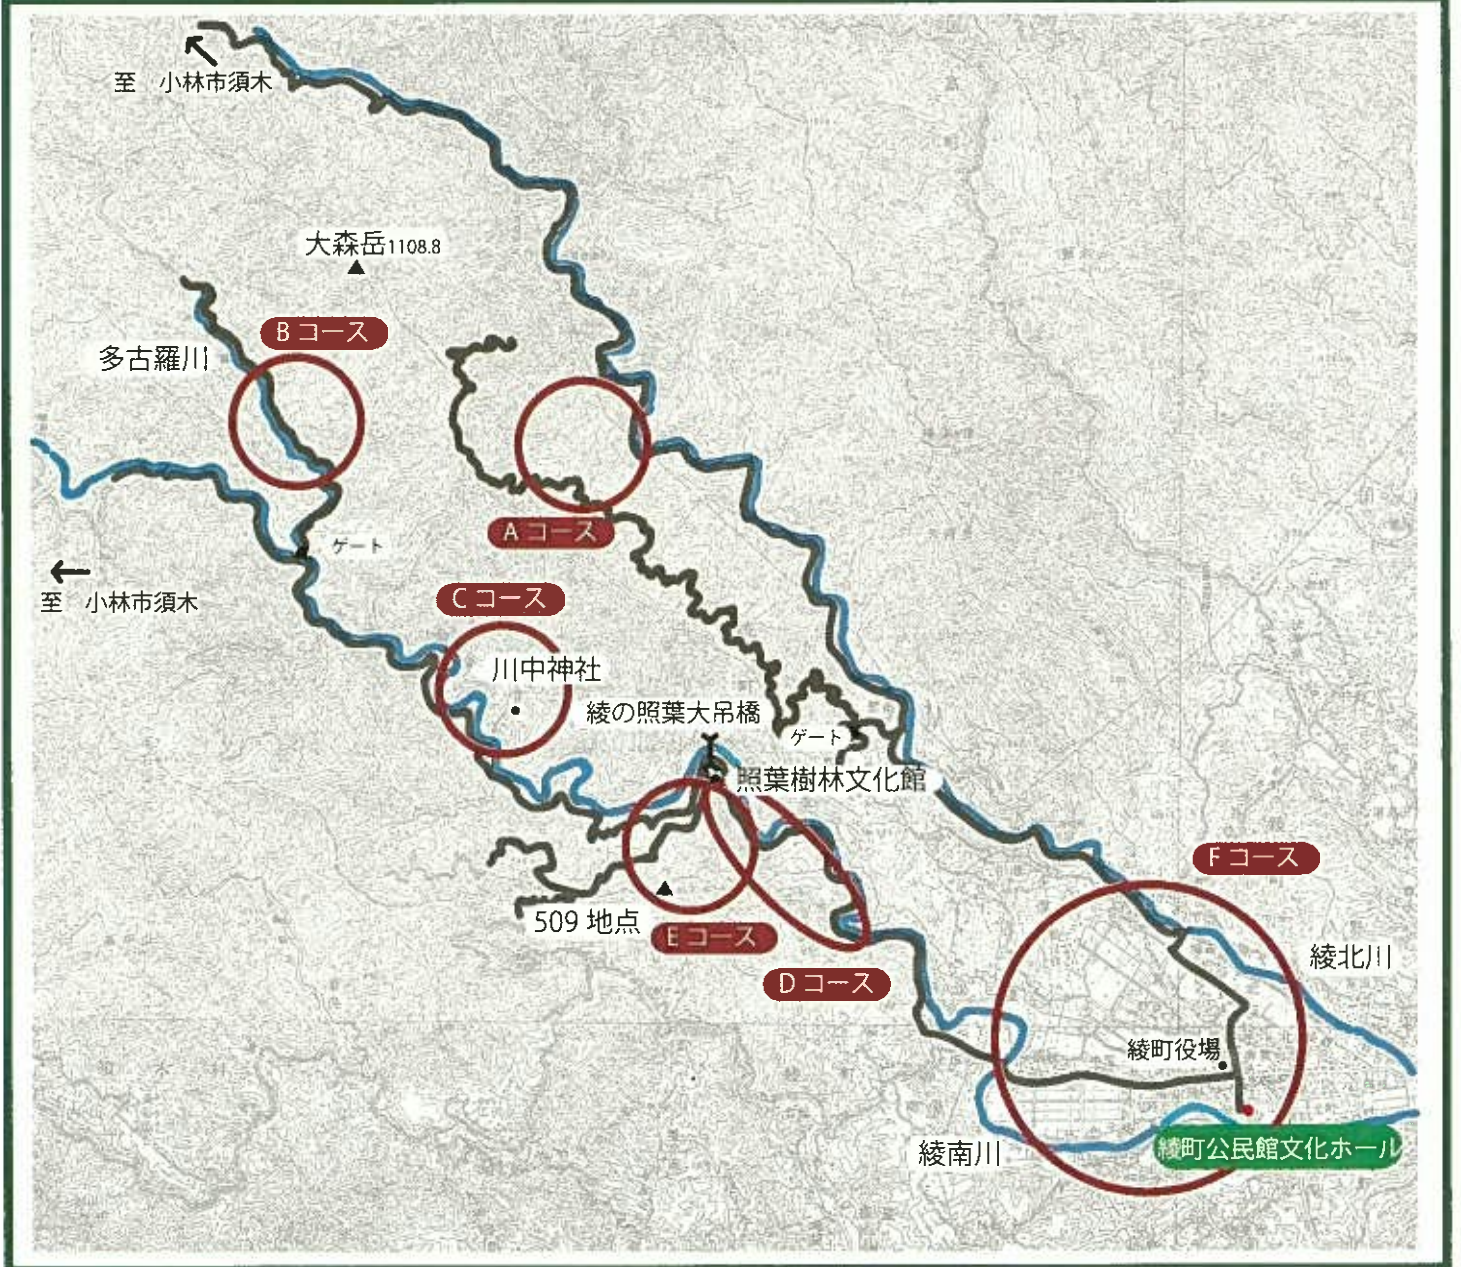 至　小林市須木
大森岳1108.8
Bコース
多古羅川
Aコース
ゲート
至　小林市須木
Cコース
川中神社
綾の照葉大吊橋
ゲート
照葉樹林文化館
Fコース
509地点
Eコース
綾北川
Dコース
綾町役場
綾南川
綾町公民館文化ホール